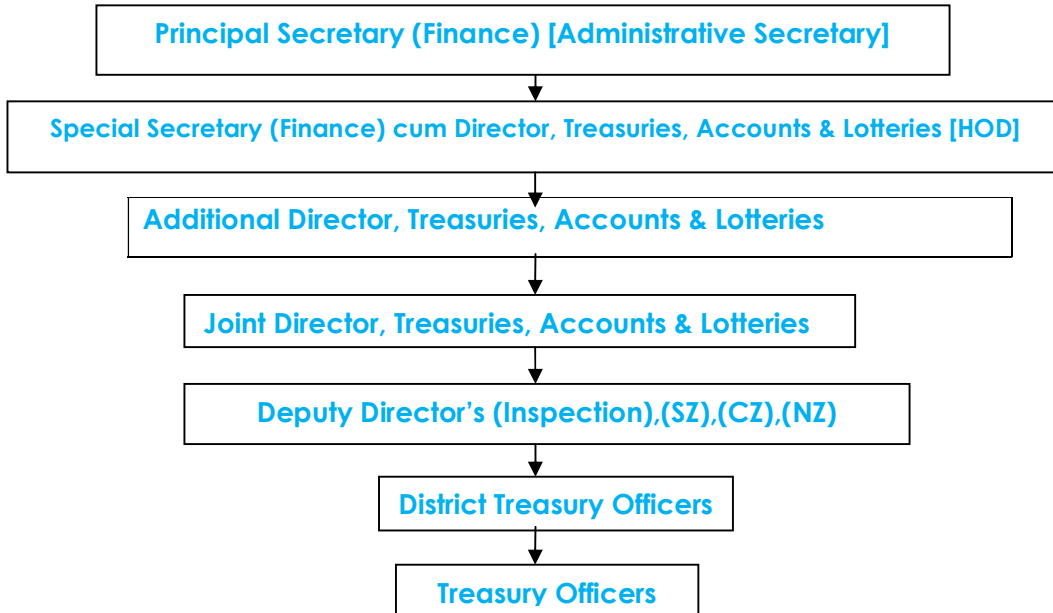 Principal Secretary (Finance) [Administrative Secretary]
Special Secretary (Finance) cum Director, Treasuries, Accounts & Lotteries [HOD]
Additional Director, Treasuries, Accounts & Lotteries
Joint Director, Treasuries, Accounts & Lotteries
Deputy Director’s (Inspection),(SZ),(CZ),(NZ)
District Treasury Officers
Treasury Officers